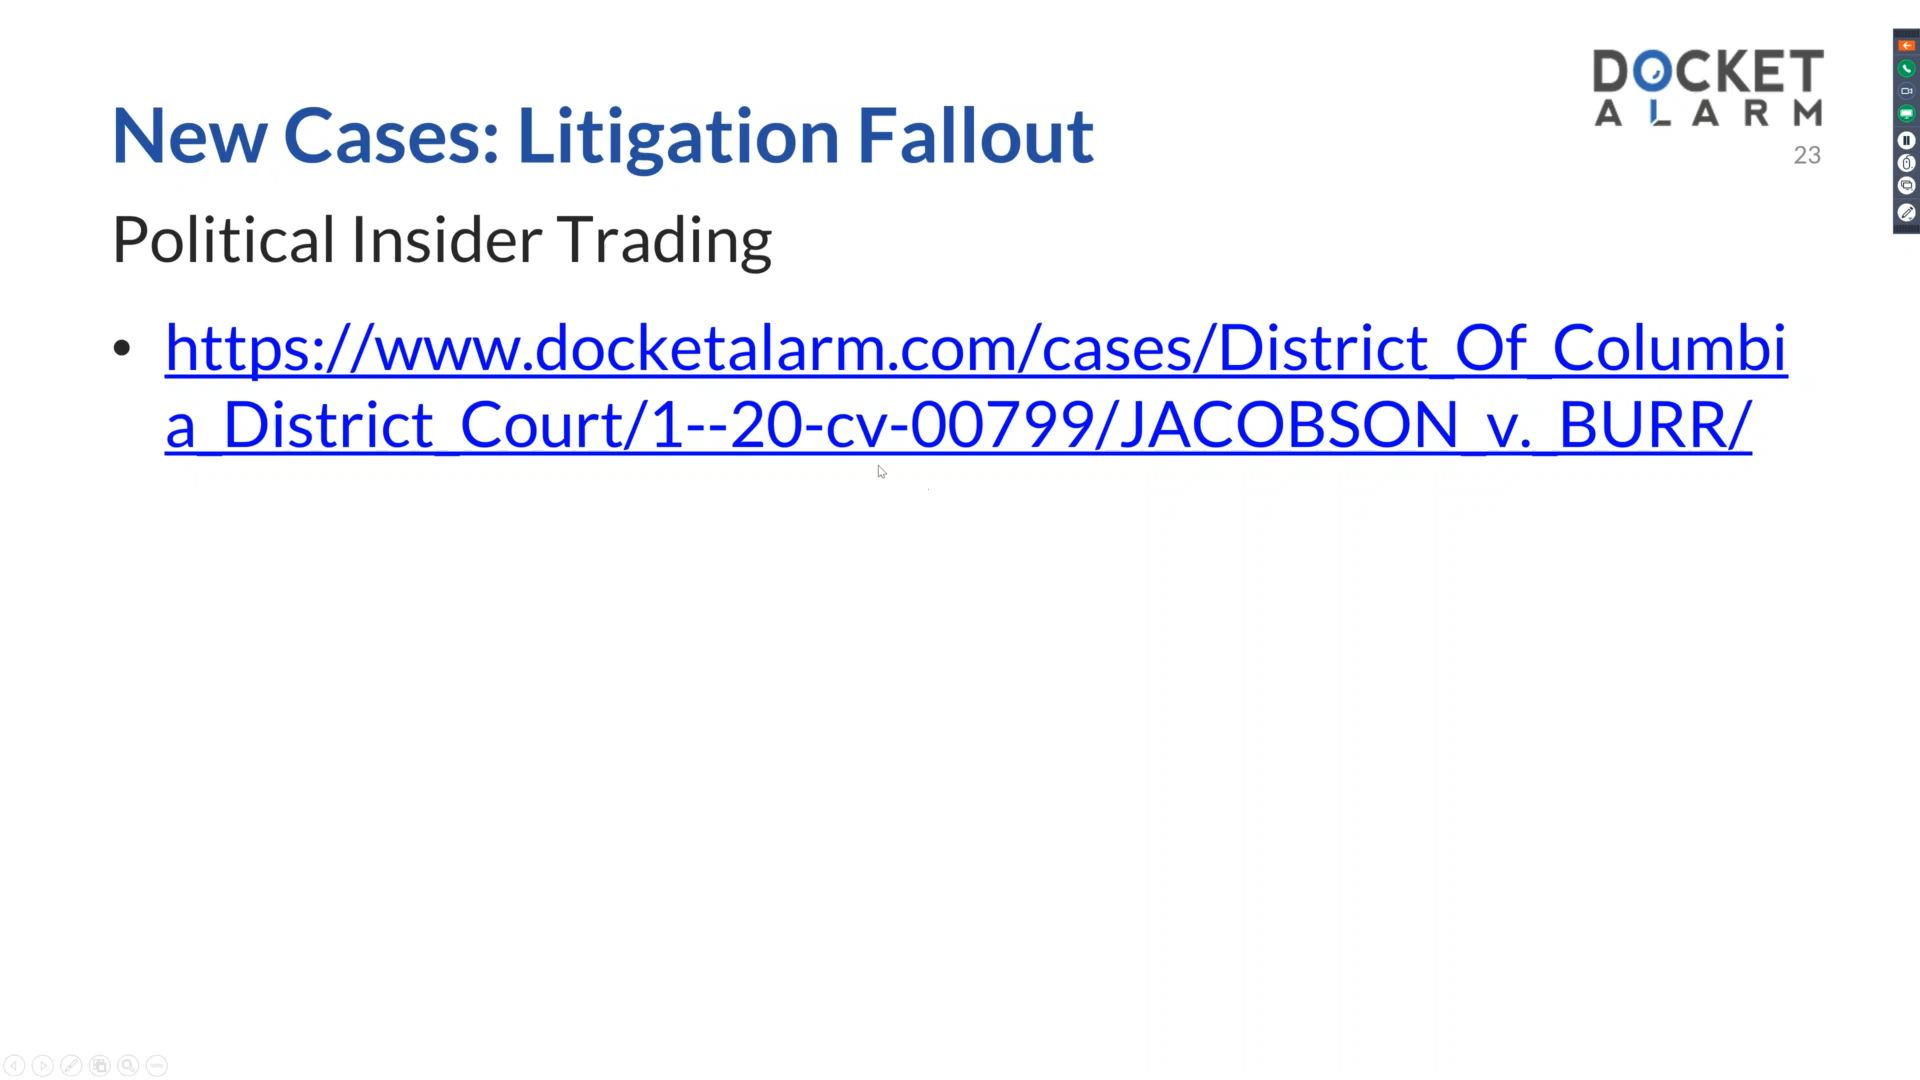 DOCKET
ALARM
23
New Cases: Litigation Fallout
Political Insider Trading
• https://www.docketalarm.com/cases/District_Of_Columbi
a_District_Court/1--20-cv-00799/JACOBSON_v._BURR/